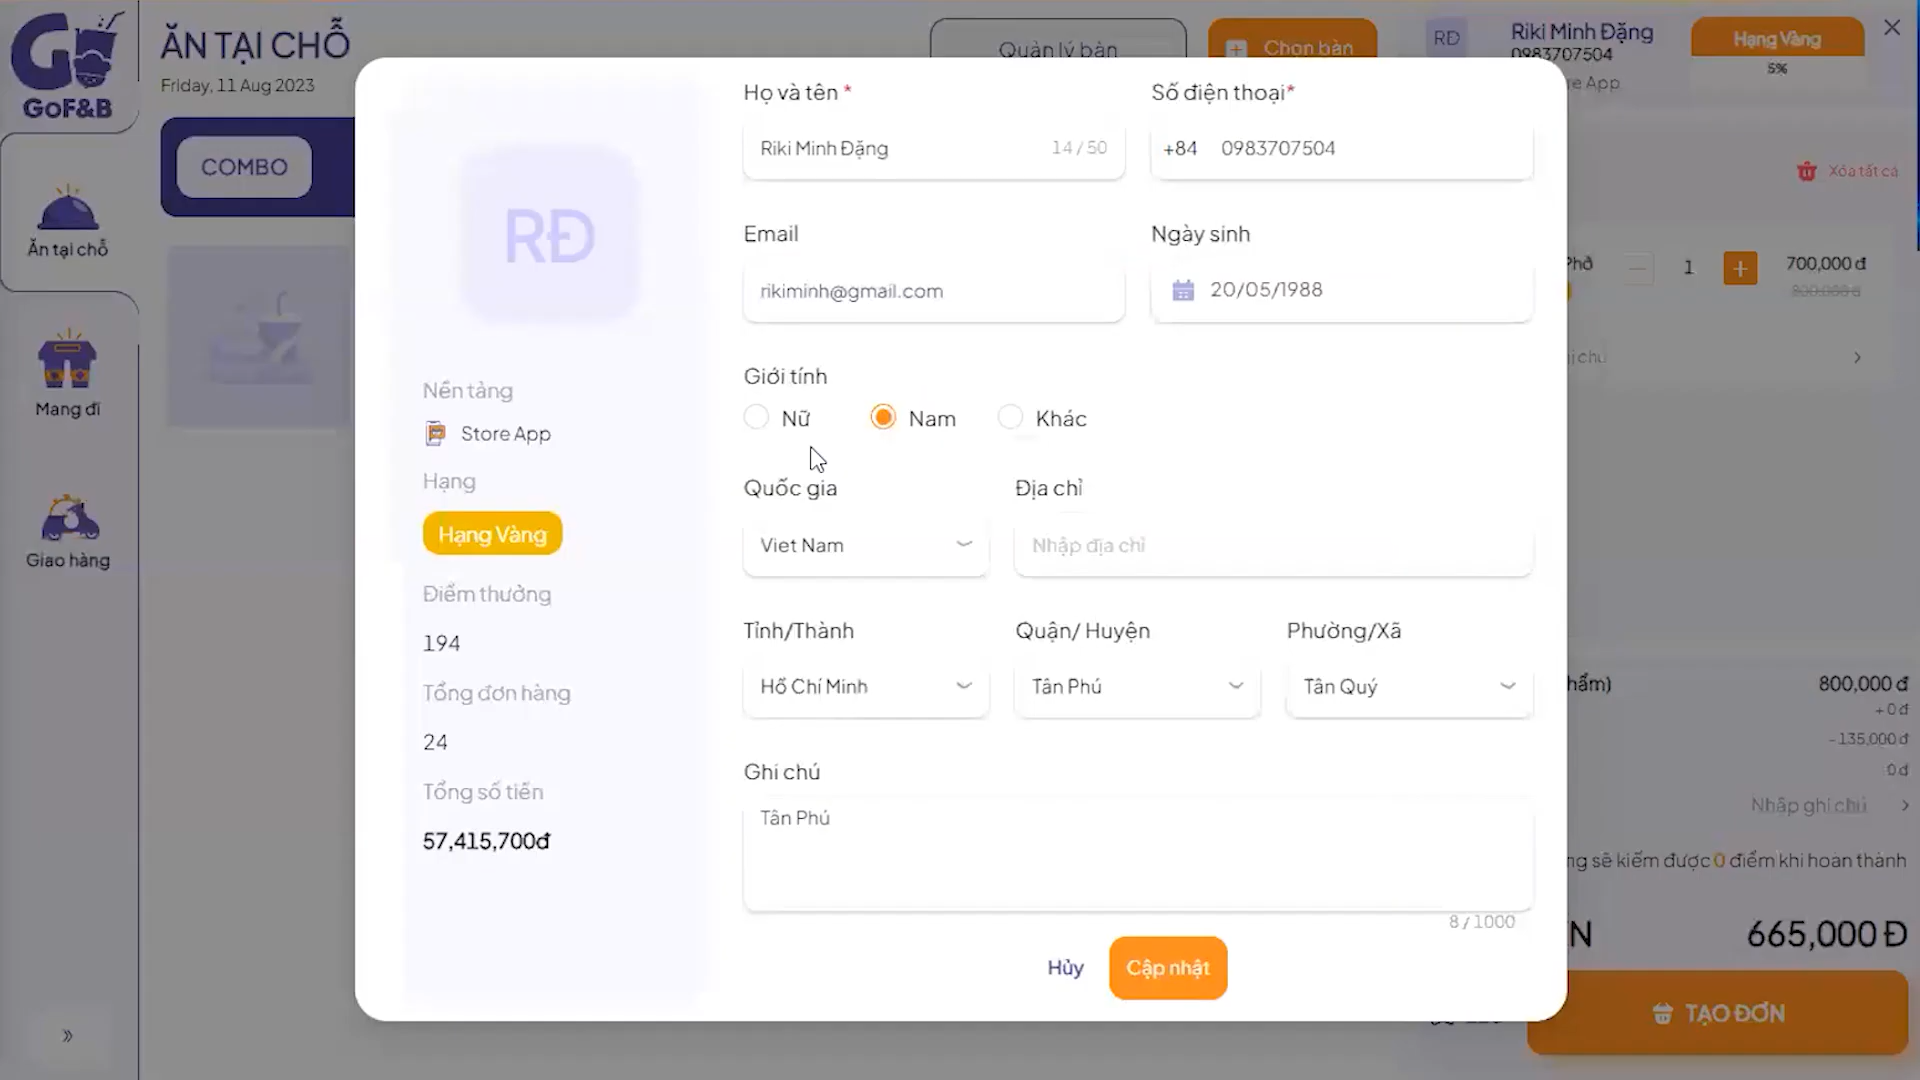 GoF&B
ĂN TẠI CHỖ
Friday, 11 Aug 2023
Quản lý bàn
Chọn bàn
RĐ
Riki Minh Đặng
0983707504
re App
Hạng Vàng
5%
COMBO
Ăn tại chỗ
Mang đi
Giao hàng
»
RĐ
Nền tảng
Store App
Hạng
Hạng Vàng
Điểm thưởng
194
Tổng đơn hàng
24
Tổng số tiền
57,415,700đ
Họ và tên *
Riki Minh Đặng 14 / 50
Số điện thoại*
+84 0983707504
Email
rikiminh@gmail.com
Ngày sinh
20/05/1988
Giới tính
Nữ
Nam
Khác
Quốc gia
Viet Nam
Địa chỉ
Nhập địa chỉ
Tỉnh/Thành
Hồ Chí Minh
Quận/ Huyện
Tân Phú
Phường/Xã
Tân Quý
Ghi chú
Tân Phú
8 / 1000
Hủy
Cập nhật
Xóa tất cả
Phở
1
700,000 đ
800,000 đ
hẩm) 800,000 đ
+ 0 đ
- 135,000 đ
0 đ
Nhập ghi chú
ng sẽ kiếm được 0 điểm khi hoàn thành
N 665,000 Đ
TẠO ĐƠN